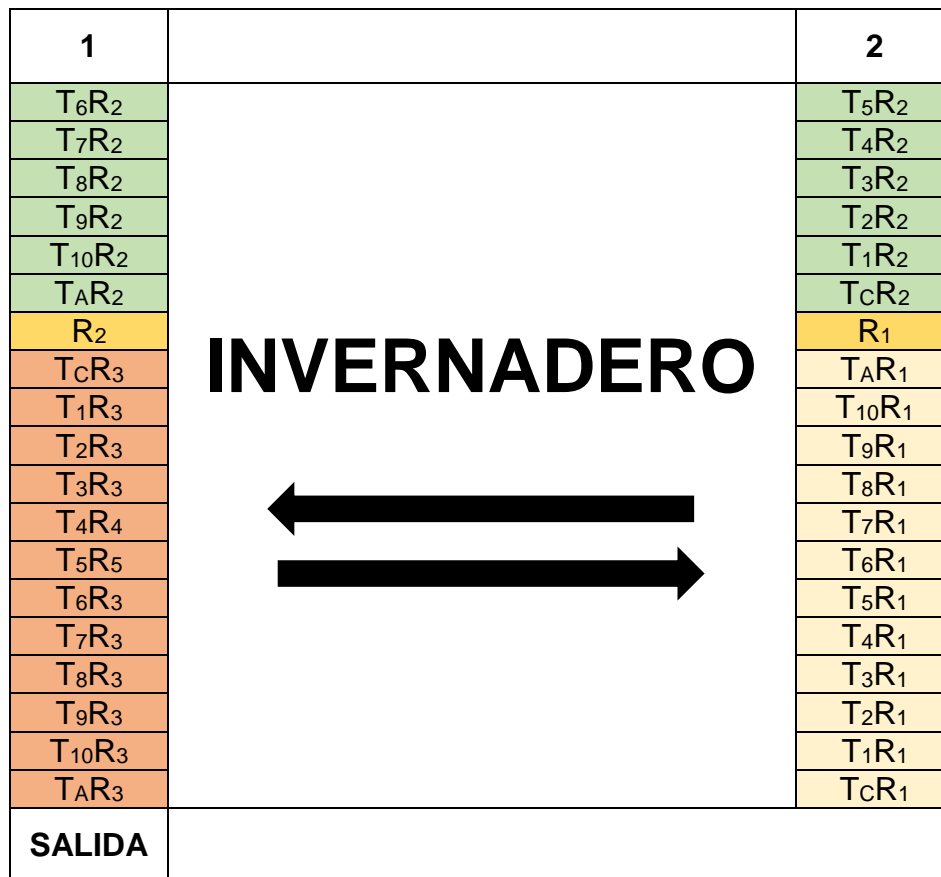 1 2
T6R2 T5R2
T7R2 T4R2
T8R2 T3R2
T9R2 T2R2
T10R2 T1R2
TAR2 TCR2
R2 R1
TCR3 INVERNADERO TAR1
T1R3 T10R1
T2R3 T9R1
T3R3 T8R1
T4R4 T7R1
T5R5 T6R1
T6R3 T5R1
T7R3 T4R1
T8R3 T3R1
T9R3 T2R1
T10R3 T1R1
TAR3 TCR1
SALIDA